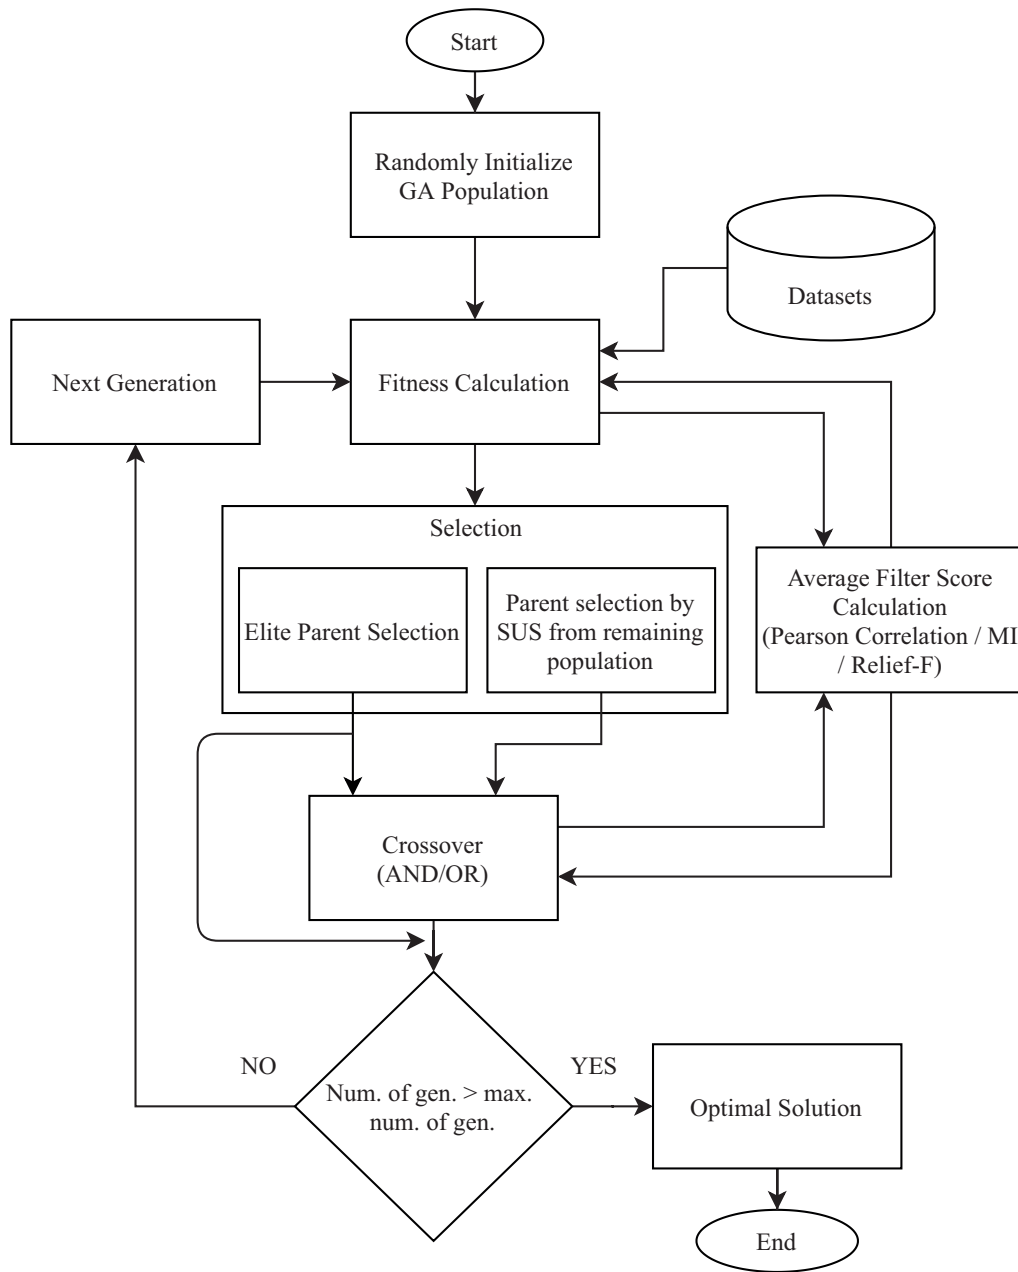 Start
Randomly Initialize
GA Population
Datasets
Next Generation
Fitness Calculation
Selection
Elite Parent Selection
Parent selection by
SUS from remaining
population
Average Filter Score
Calculation
(Pearson Correlation / MI
/ Relief-F)
Crossover
(AND/OR)
NO
YES
Num. of gen. > max.
num. of gen.
Optimal Solution
End